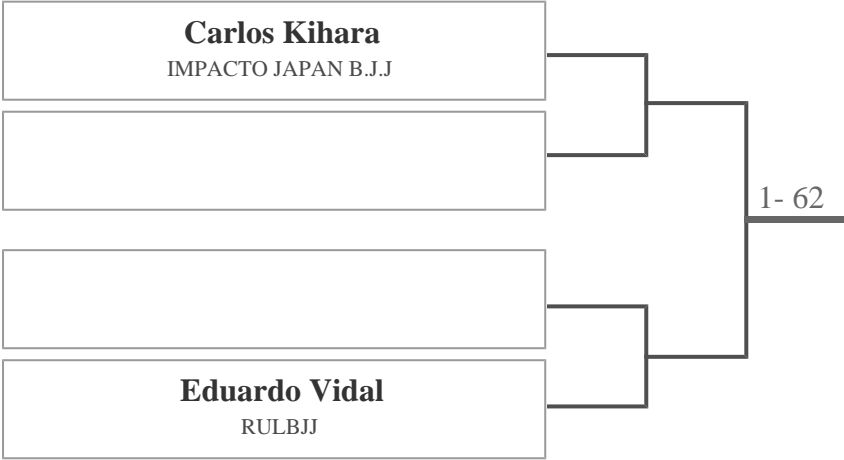 Carlos Kihara
IMPACTO JAPAN B.J.J
1- 62
Eduardo Vidal
RULBJJ